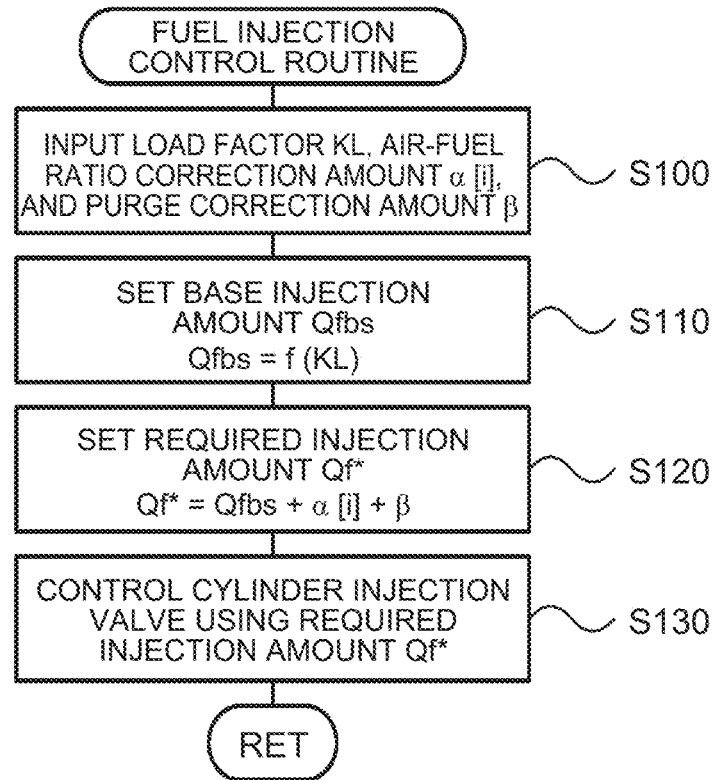 FUEL INJECTION
CONTROL ROUTINE
INPUT LOAD FACTOR KL, AIR-FUEL
RATIO CORRECTION AMOUNT α [i],
AND PURGE CORRECTION AMOUNT β
S100
SET BASE INJECTION
AMOUNT Qfbs
Qfbs = f (KL)
S110
SET REQUIRED INJECTION
AMOUNT Qf*
Qf* = Qfbs + α [i] + β
S120
CONTROL CYLINDER INJECTION
VALVE USING REQUIRED
INJECTION AMOUNT Qf*
S130
RET